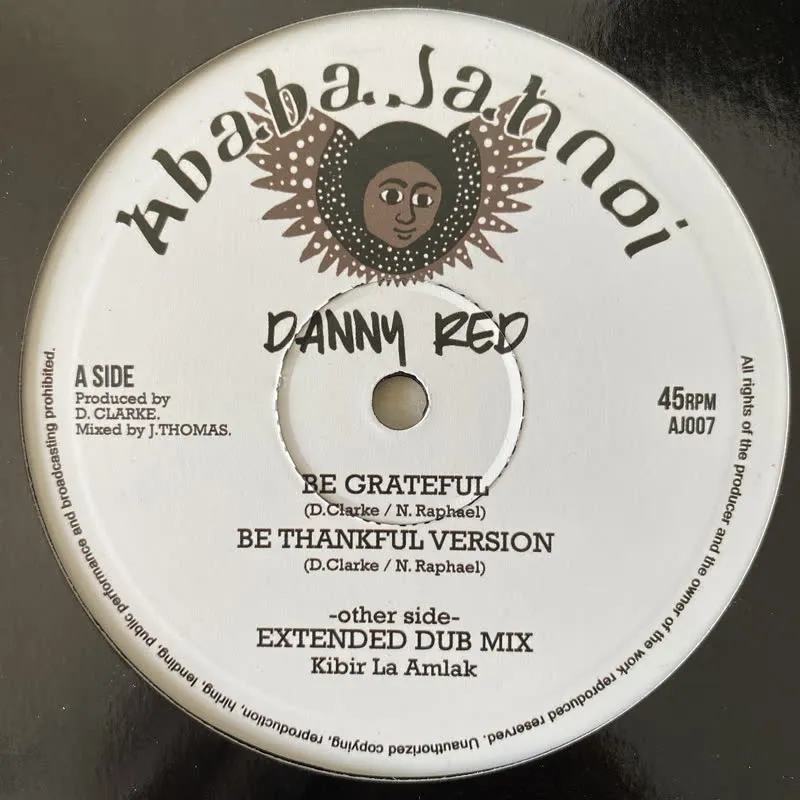 Ababa Jahnoi
DANNY RED
A SIDE
Produced by
D. CLARKE.
Mixed by J.THOMAS.
45RPM
AJ007
BE GRATEFUL
(D.Clarke / N. Raphael)
BE THANKFUL VERSION
(D.Clarke / N. Raphael)
-other side-
EXTENDED DUB MIX
Kibir La Amlak
All rights of the producer and the owner of the work reproduced reserved. Unauthorized copying, reproduction, hiring, lending, public performance and broadcasting prohibited.